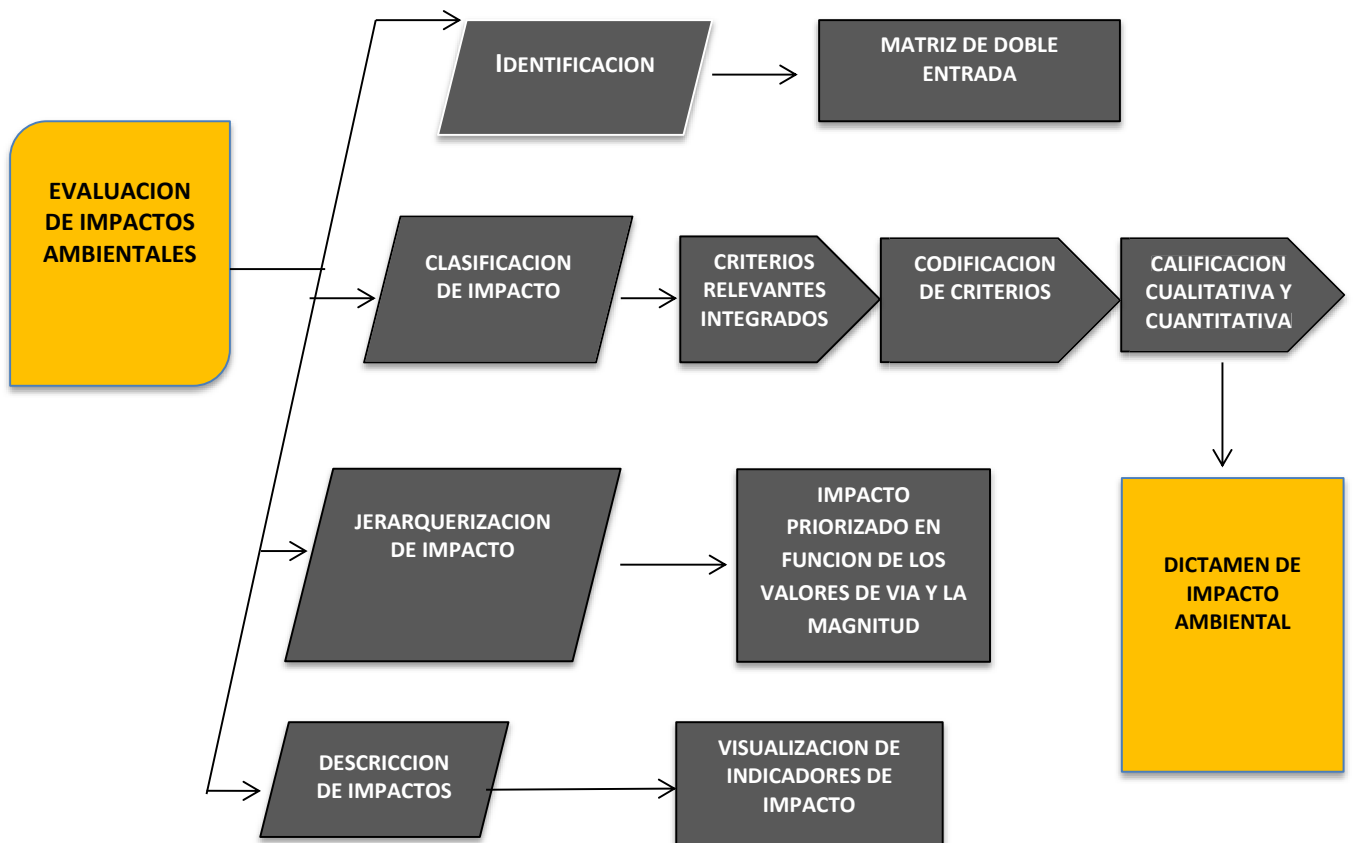 IDENTIFICACION
MATRIZ DE DOBLE
ENTRADA
EVALUACION
DE IMPACTOS
AMBIENTALES
CLASIFICACION
DE IMPACTO
CRITERIOS
RELEVANTES
INTEGRADOS
CODIFICACION
DE CRITERIOS
CALIFICACION
CUALITATIVA Y
CUANTITATIVA
JERARQUERIZACION
DE IMPACTO
IMPACTO
PRIORIZADO EN
FUNCION DE LOS
VALORES DE VIA Y LA
MAGNITUD
DICTAMEN DE
IMPACTO
AMBIENTAL
DESCRICCION
DE IMPACTOS
VISUALIZACION DE
INDICADORES DE
IMPACTO